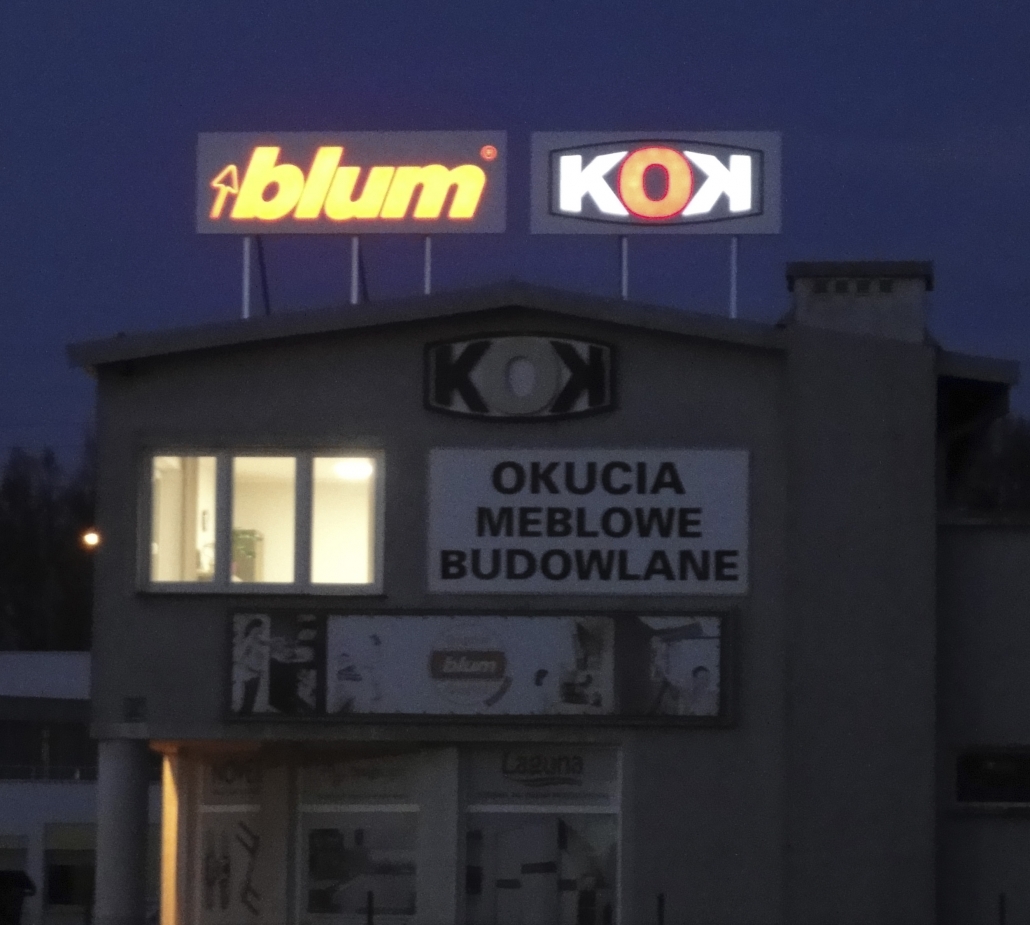 blum
KOK
KOK
OKUCIA
MEBLOWE
BUDOWLANE
blum
Laguna